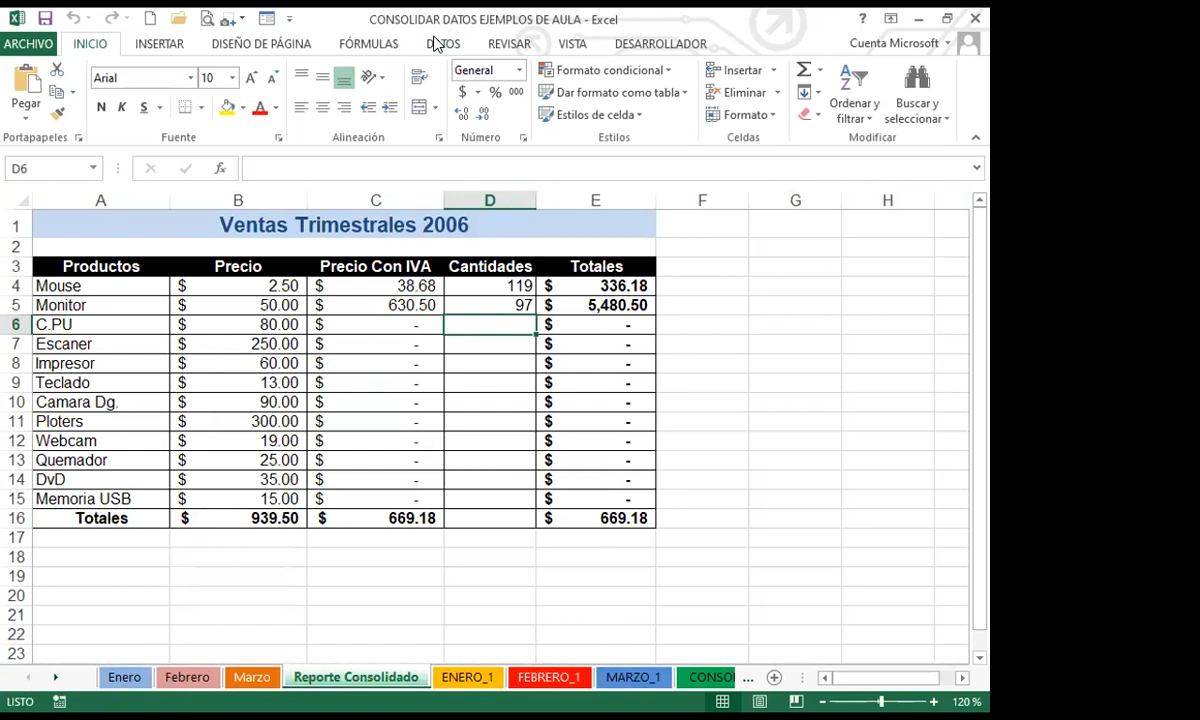 CONSOLIDAR DATOS EJEMPLOS DE AULA - Excel
ARCHIVO INICIO INSERTAR DISEÑO DE PÁGINA FÓRMULAS DATOS REVISAR VISTA DESARROLLADOR Cuenta Microsoft
Arial 10 General Formato condicional Insertar
Pegar N K S $ % 000 Dar formato como tabla Eliminar Ordenar y filtrar Buscar y seleccionar
Estilos de celda Formato
Portapapeles Fuente Alineación Número Estilos Celdas Modificar
D6 fx
A B C D E F G H
1 Ventas Trimestrales 2006
2
3 Productos Precio Precio Con IVA Cantidades Totales
4 Mouse $ 2.50 $ 38.68 119 $ 336.18
5 Monitor $ 50.00 $ 630.50 97 $ 5,480.50
6 C.PU $ 80.00 $ - $ -
7 Escaner $ 250.00 $ - $ -
8 Impresor $ 60.00 $ - $ -
9 Teclado $ 13.00 $ - $ -
10 Camara Dg. $ 90.00 $ - $ -
11 Ploters $ 300.00 $ - $ -
12 Webcam $ 19.00 $ - $ -
13 Quemador $ 25.00 $ - $ -
14 DvD $ 35.00 $ - $ -
15 Memoria USB $ 15.00 $ - $ -
16 Totales $ 939.50 $ 669.18 $ 669.18
17
18
19
20
21
22
23
Enero Febrero Marzo Reporte Consolidado ENERO_1 FEBRERO_1 MARZO_1 CONSOI ...
LISTO 120 %